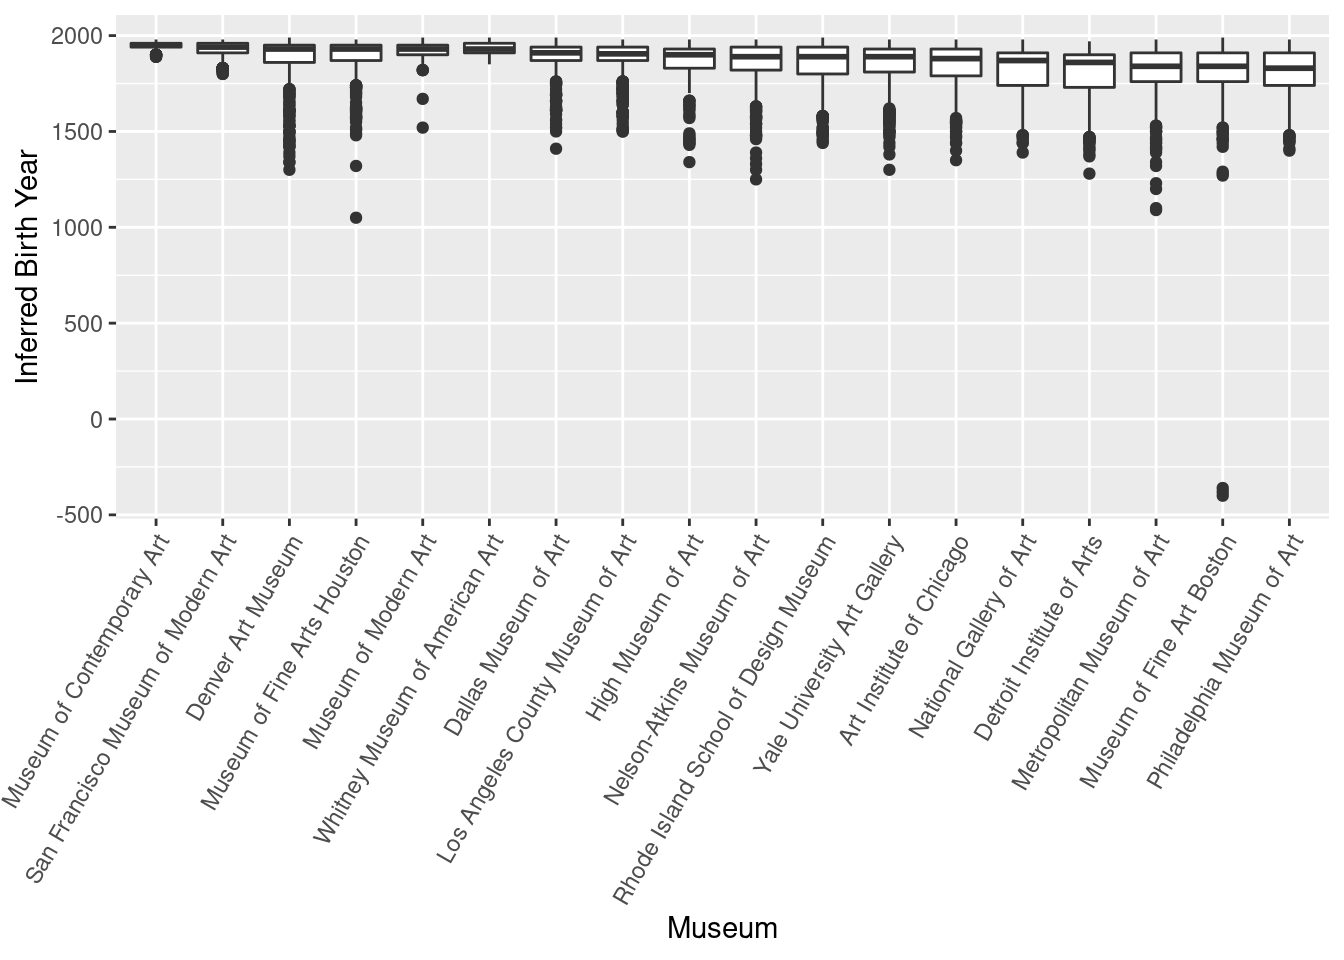 2000
1500
1000
500
0
-500
Inferred Birth Year
Museum of Contemporary Art
San Francisco Museum of Modern Art
Denver Art Museum
Museum of Fine Arts Houston
Museum of Modern Art
Whitney Museum of American Art
Dallas Museum of Art
Los Angeles County Museum of Art
High Museum of Art
Nelson-Atkins Museum of Art
Rhode Island School of Design Museum
Yale University Art Gallery
Art Institute of Chicago
National Gallery of Art
Detroit Institute of Arts
Metropolitan Museum of Art
Museum of Fine Art Boston
Philadelphia Museum of Art
Museum